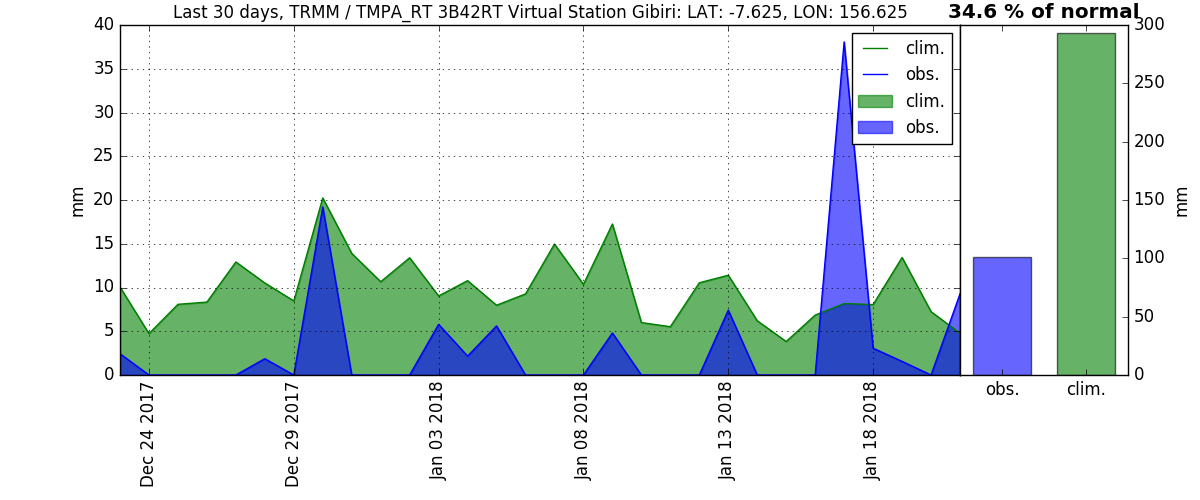 Last 30 days, TRMM / TMPA_RT 3B42RT Virtual Station Gibiri: LAT: -7.625, LON: 156.625
34.6 % of normal
40
35
30
25
20
15
10
5
0
mm
clim.
obs.
clim.
obs.
300
250
200
150
100
50
0
mm
Dec 24 2017
Dec 29 2017
Jan 03 2018
Jan 08 2018
Jan 13 2018
Jan 18 2018
obs.
clim.